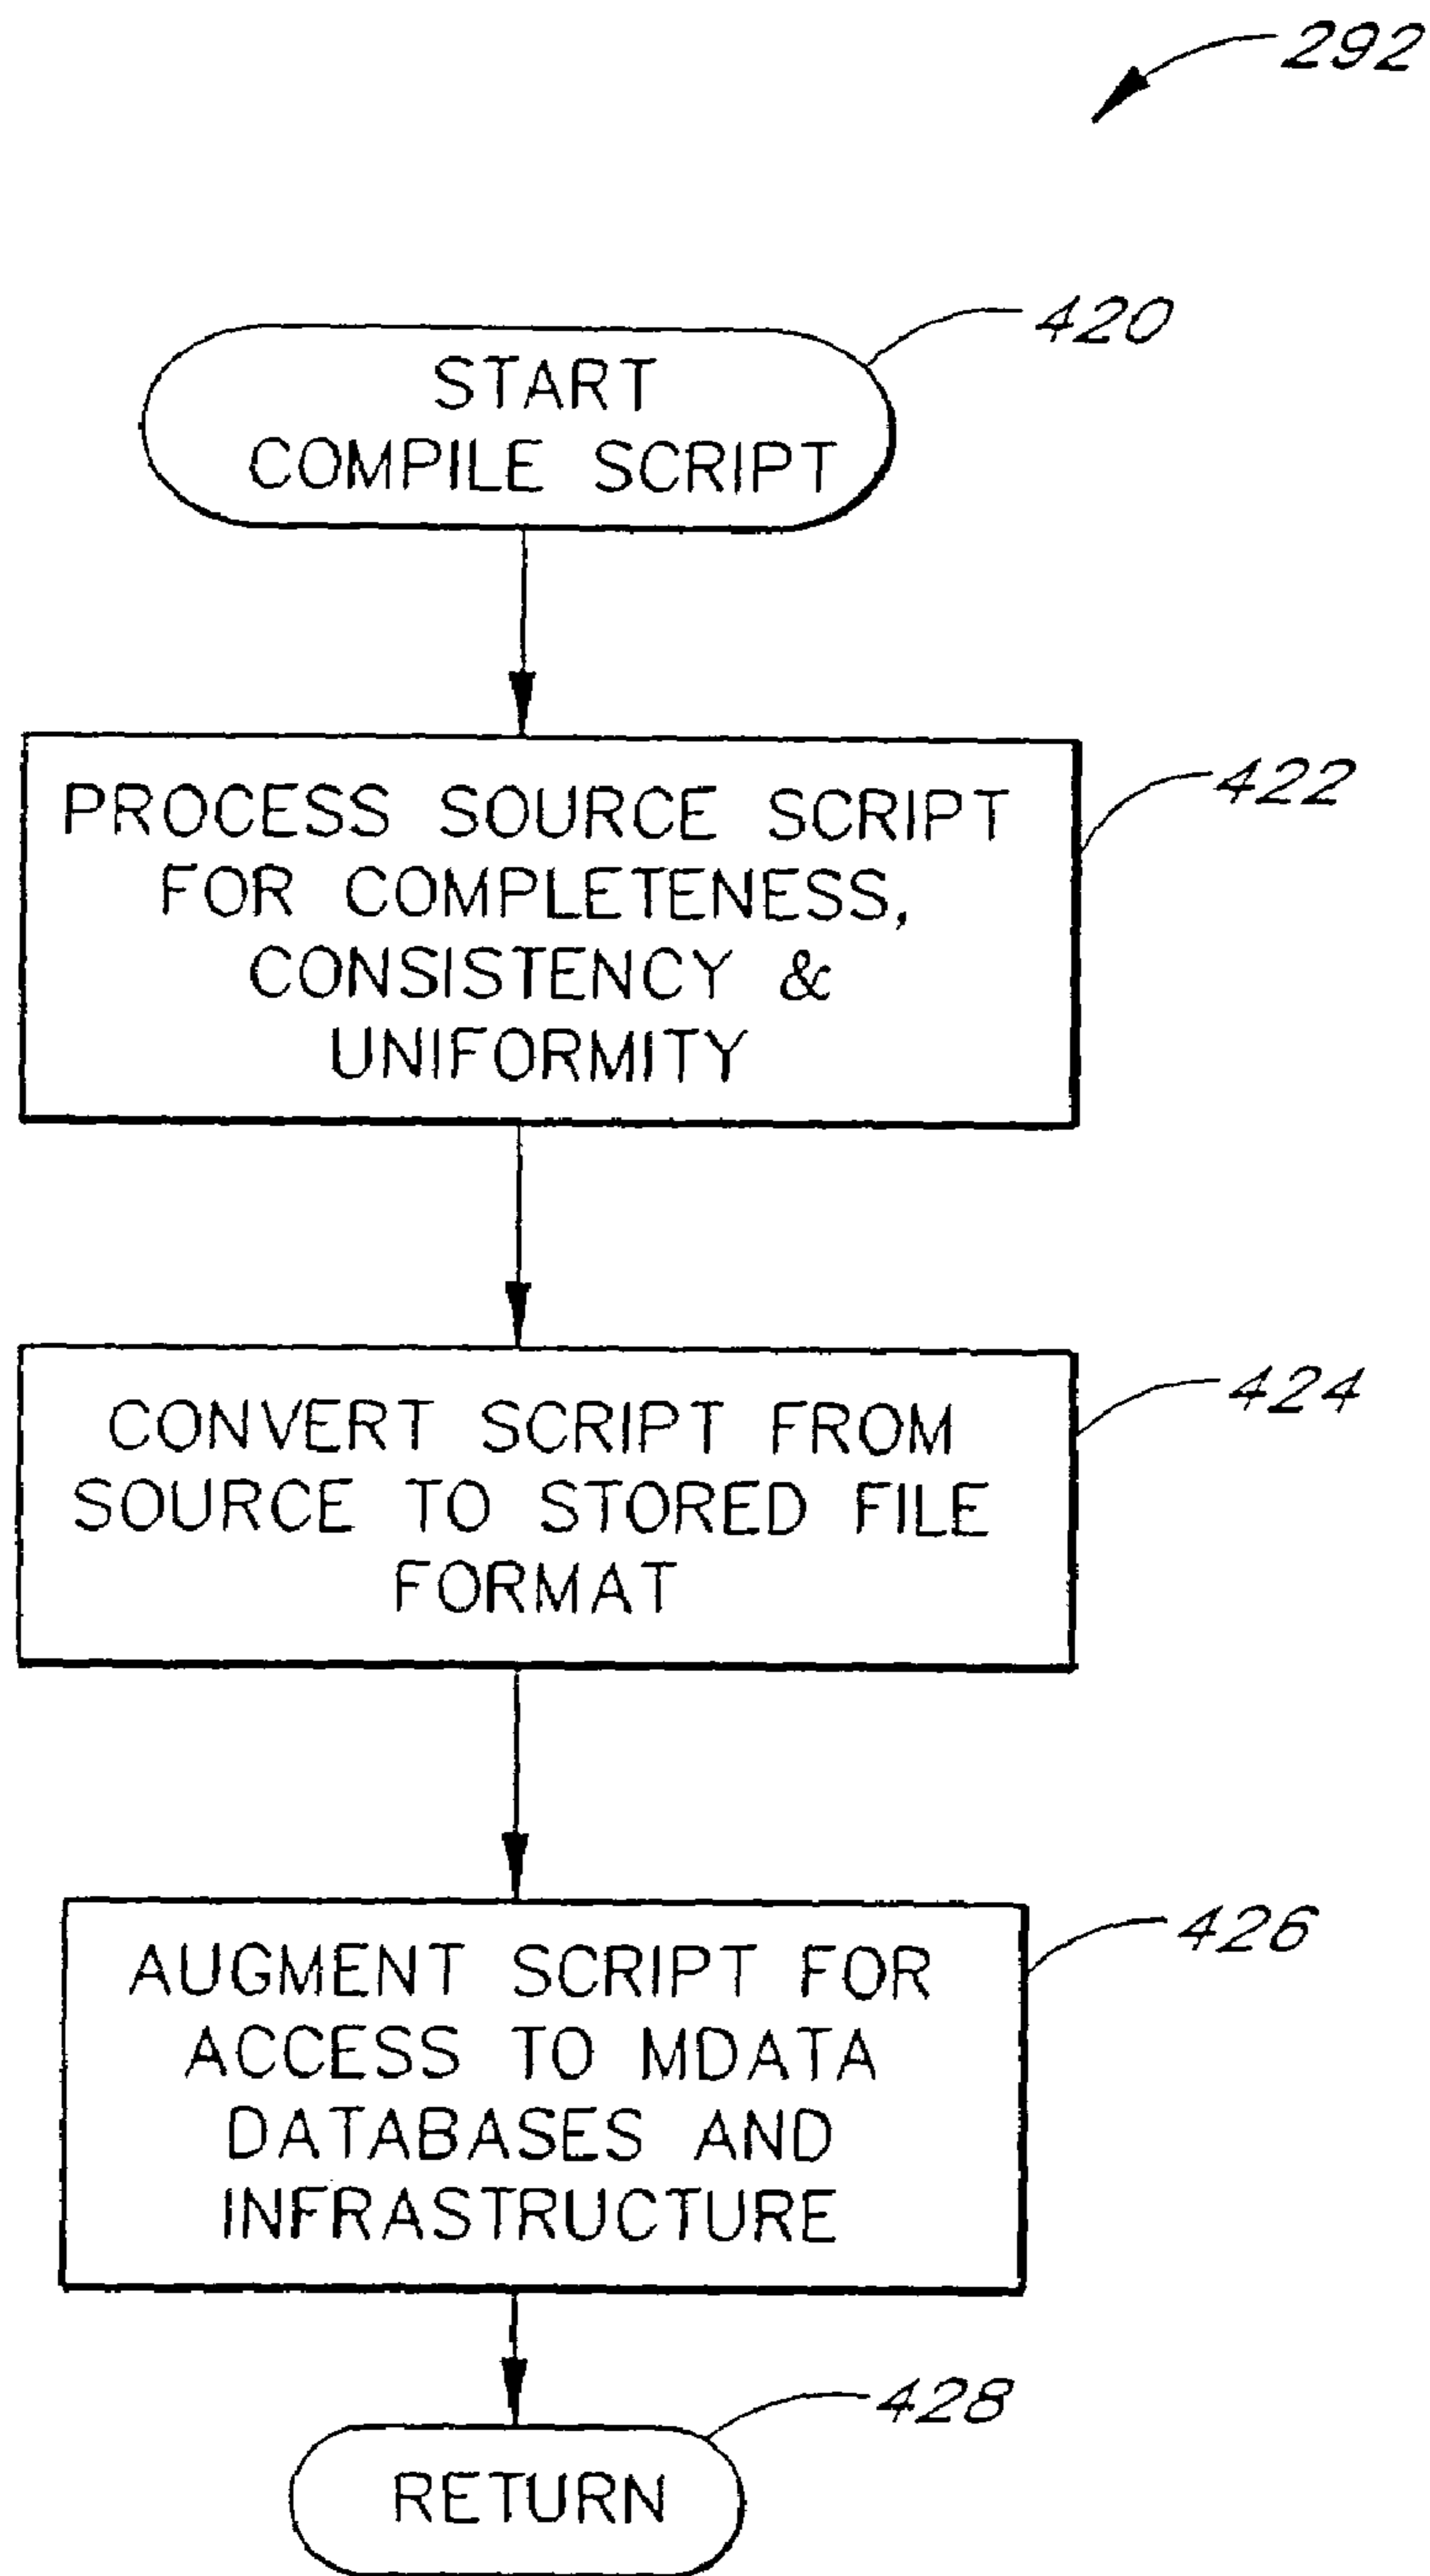 292
420
START
COMPILE SCRIPT
422
PROCESS SOURCE SCRIPT
FOR COMPLETENESS,
CONSISTENCY &
UNIFORMITY
424
CONVERT SCRIPT FROM
SOURCE TO STORED FILE
FORMAT
426
AUGMENT SCRIPT FOR
ACCESS TO MDATA
DATABASES AND
INFRASTRUCTURE
428
RETURN